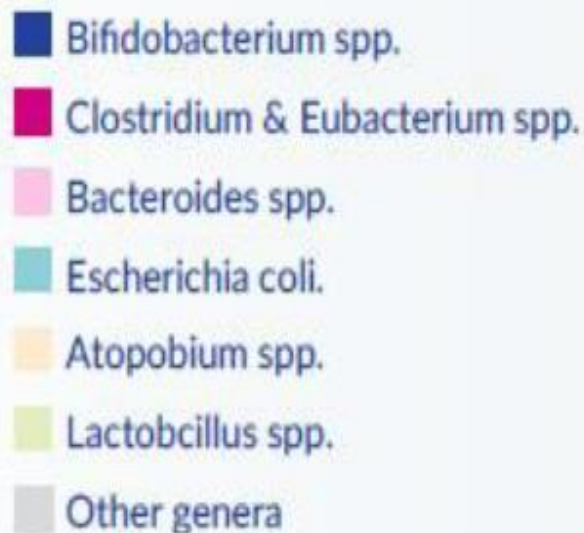 Bifidobacterium spp.
Clostridium & Eubacterium spp.
Bacteroides spp.
Escherichia coli.
Atopobium spp.
Lactobcillus spp.
Other genera